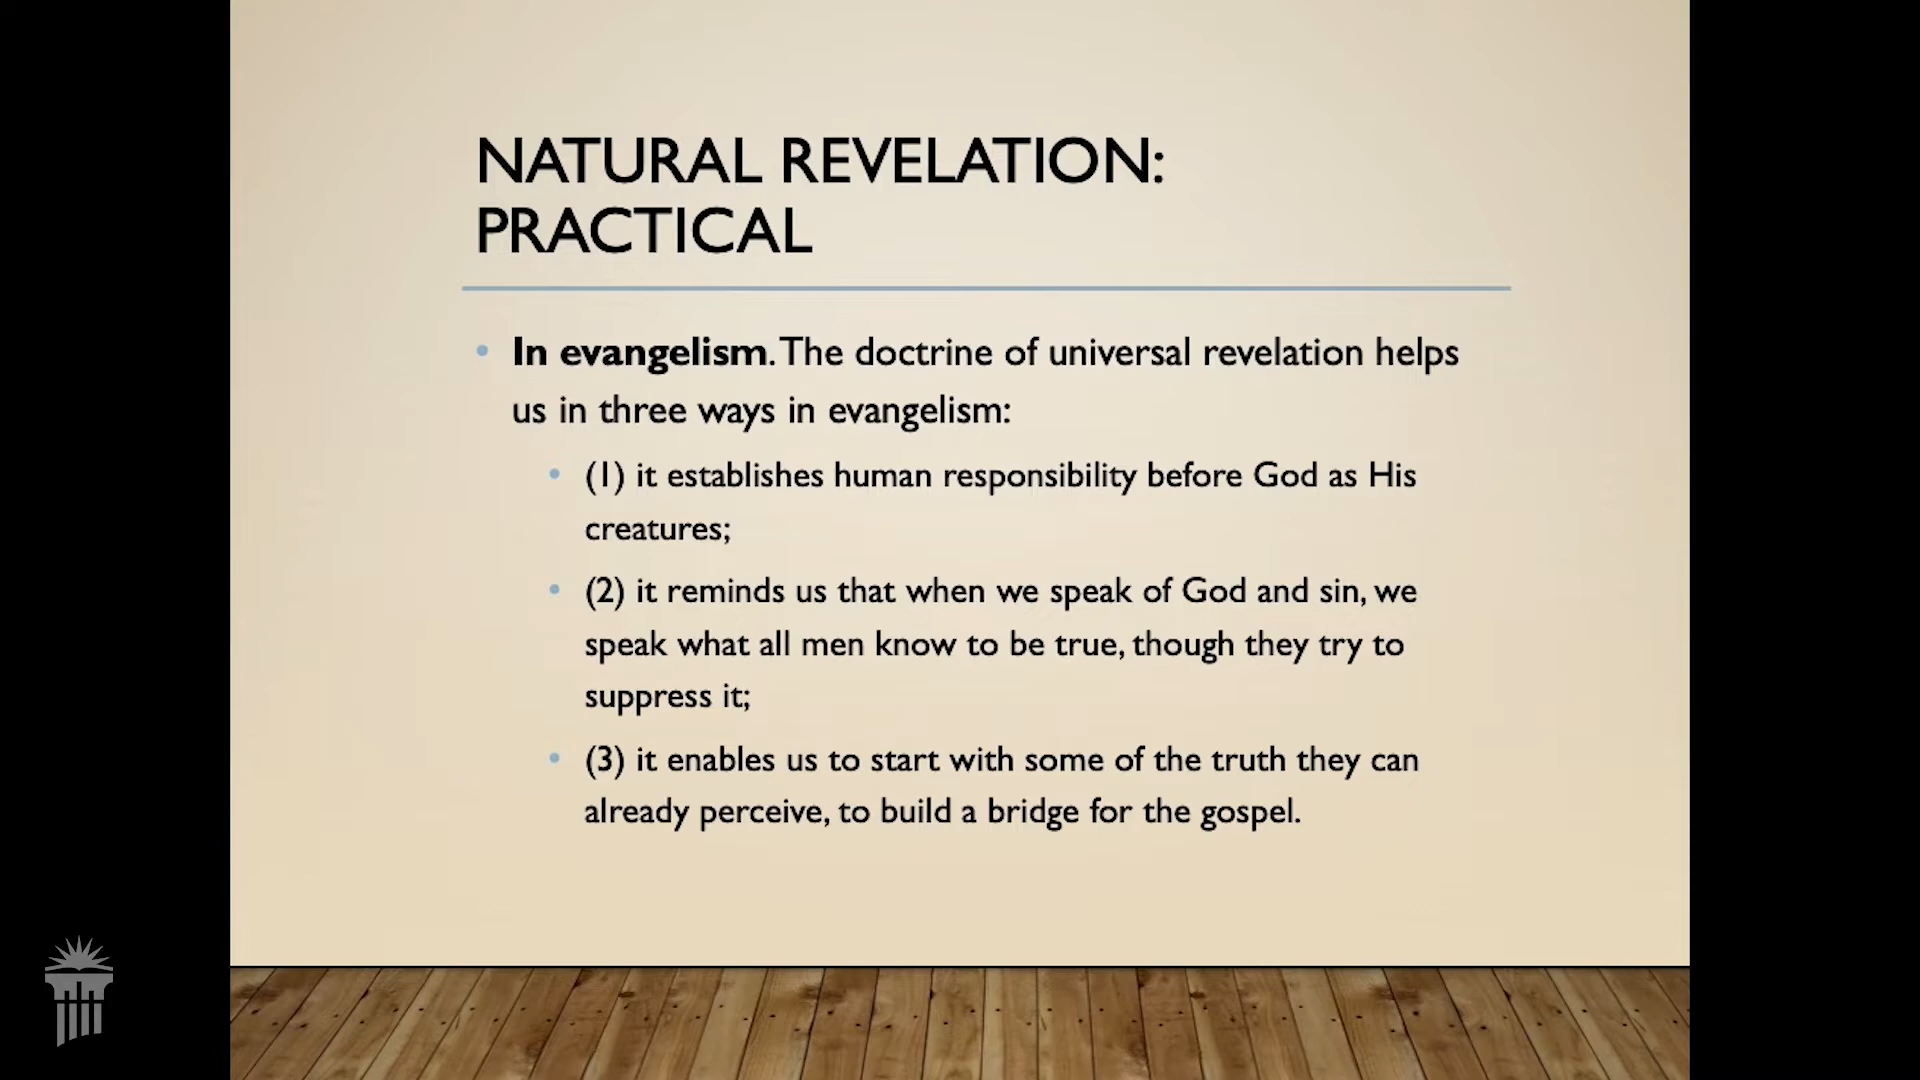 NATURAL REVELATION:
PRACTICAL
• In evangelism. The doctrine of universal revelation helps
us in three ways in evangelism:
• (1) it establishes human responsibility before God as His
creatures;
• (2) it reminds us that when we speak of God and sin, we
speak what all men know to be true, though they try to
suppress it;
• (3) it enables us to start with some of the truth they can
already perceive, to build a bridge for the gospel.